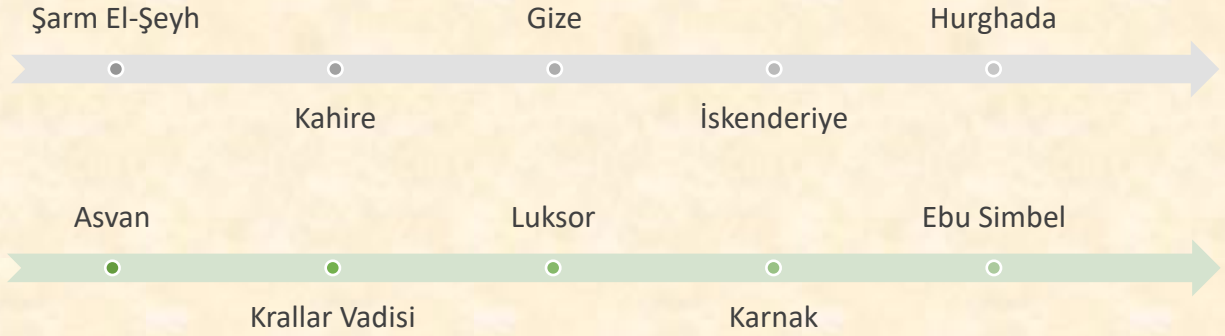 Şarm El-Şeyh
Kahire
Gize
İskenderiye
Hurghada
Asvan
Krallar Vadisi
Luksor
Karnak
Ebu Simbel